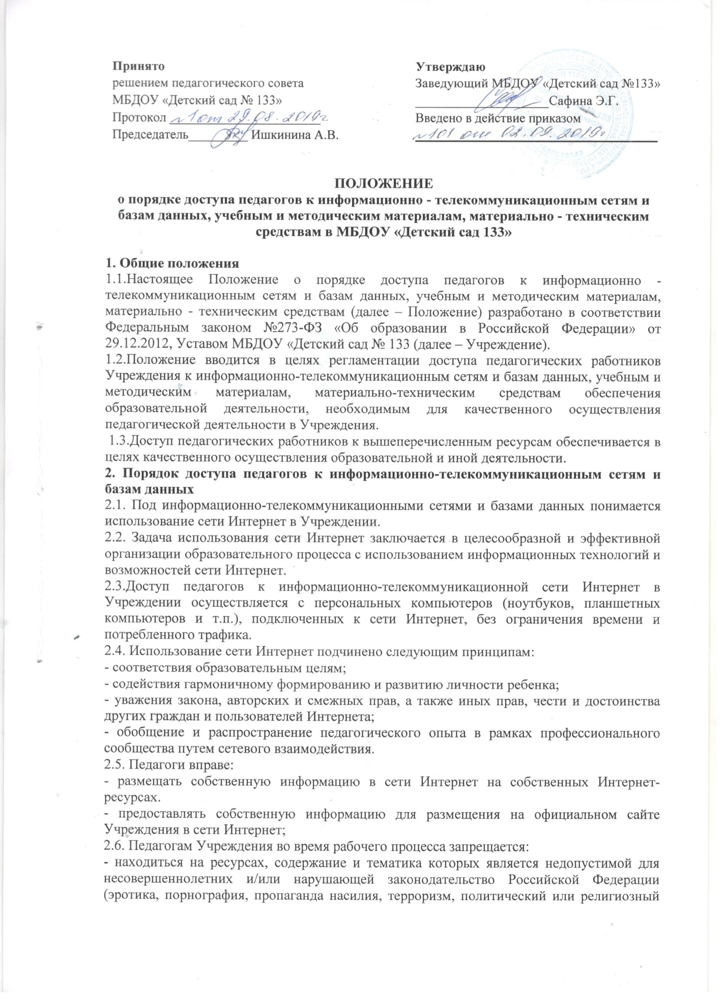 Принято
решением педагогического совета
МБДОУ «Детский сад № 133»
Протокол №1 от 29.08.2019г
Председатель_________ Ишкинина А.В.
Утверждаю
Заведующий МБДОУ «Детский сад №133»
____________________Сафина Э.Г.
Введено в действие приказом
№101 от 02.09.2019г
ПОЛОЖЕНИЕ
о порядке доступа педагогов к информационно - телекоммуникационным сетям и
базам данных, учебным и методическим материалам, материально - техническим
средствам в МБДОУ «Детский сад 133»
1. Общие положения
1.1.Настоящее Положение о порядке доступа педагогов к информационно -
телекоммуникационным сетям и базам данных, учебным и методическим материалам,
материально - техническим средствам (далее – Положение) разработано в соответствии
Федеральным законом №273-ФЗ «Об образовании в Российской Федерации» от
29.12.2012, Уставом МБДОУ «Детский сад № 133 (далее – Учреждение).
1.2.Положение вводится в целях регламентации доступа педагогических работников
Учреждения к информационно-телекоммуникационным сетям и базам данных, учебным и
методическим материалам, материально-техническим средствам обеспечения
образовательной деятельности, необходимым для качественного осуществления
педагогической деятельности в Учреждения.
1.3.Доступ педагогических работников к вышеперечисленным ресурсам обеспечивается в
целях качественного осуществления образовательной и иной деятельности.
2. Порядок доступа педагогов к информационно-телекоммуникационным сетям и
базам данных
2.1. Под информационно-телекоммуникационными сетями и базами данных понимается
использование сети Интернет в Учреждении.
2.2. Задача использования сети Интернет заключается в целесообразной и эффективной
организации образовательного процесса с использованием информационных технологий и
возможностей сети Интернет.
2.3.Доступ педагогов к информационно-телекоммуникационной сети Интернет в
Учреждении осуществляется с персональных компьютеров (ноутбуков, планшетных
компьютеров и т.п.), подключенных к сети Интернет, без ограничения времени и
потребленного трафика.
2.4. Использование сети Интернет подчинено следующим принципам:
- соответствия образовательным целям;
- содействия гармоничному формированию и развитию личности ребенка;
- уважения закона, авторских и смежных прав, а также иных прав, чести и достоинства
других граждан и пользователей Интернета;
- обобщение и распространение педагогического опыта в рамках профессионального
сообщества путем сетевого взаимодействия.
2.5. Педагоги вправе:
- размещать собственную информацию в сети Интернет на собственных Интернет-
ресурсах.
- предоставлять собственную информацию для размещения на официальном сайте
Учреждения в сети Интернет;
2.6. Педагогам Учреждения во время рабочего процесса запрещается:
- находиться на ресурсах, содержание и тематика которых является недопустимой для
несовершеннолетних и/или нарушающей законодательство Российской Федерации
(эротика, порнография, пропаганда насилия, терроризм, политический или религиозный